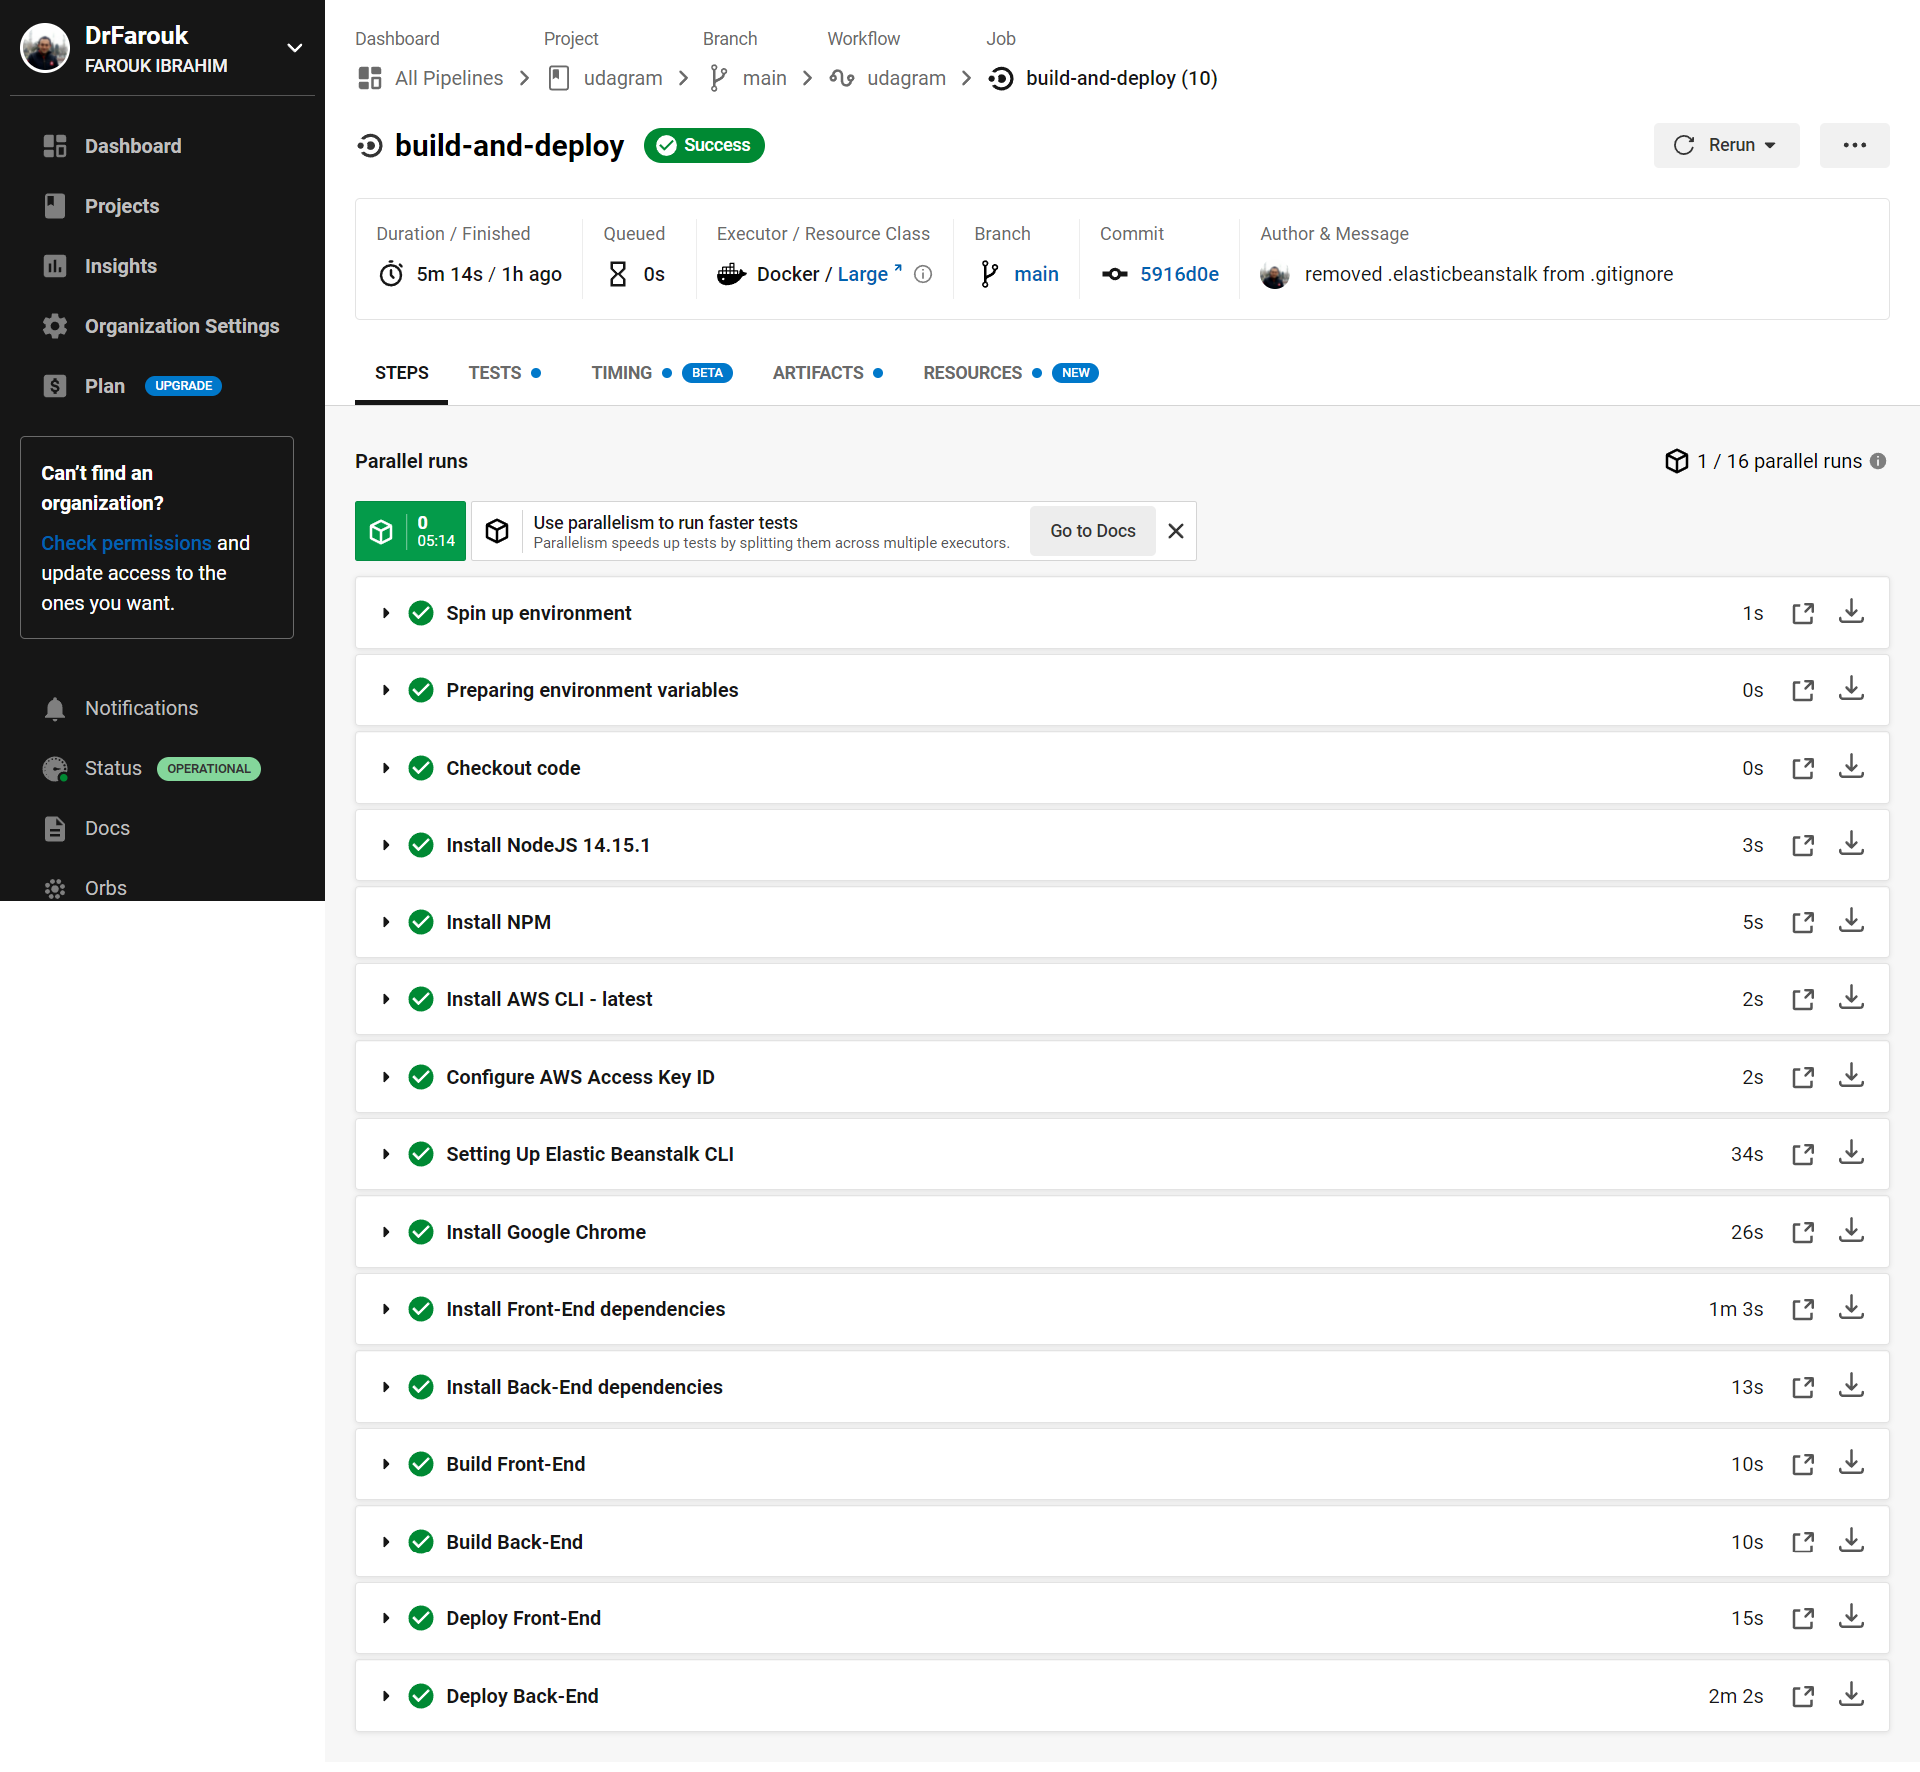 DrFarouk
FAROUK IBRAHIM
Dashboard
Projects
Insights
Organization Settings
Plan UPGRADE
Can't find an
organization?
Check permissions and
update access to the
ones you want.
Notifications
Status OPERATIONAL
Docs
Orbs
Dashboard Project Branch Workflow Job
All Pipelines udagram main udagram build-and-deploy (10)
build-and-deploy Success
Rerun
Duration / Finished Queued Executor / Resource Class Branch Commit Author & Message
5m 14s / 1h ago 0s Docker / Large main 5916d0e removed .elasticbeanstalk from .gitignore
STEPS TESTS TIMING BETA ARTIFACTS RESOURCES NEW
Parallel runs 1 / 16 parallel runs
0
05:14
Use parallelism to run faster tests
Parallelism speeds up tests by splitting them across multiple executors.
Go to Docs
Spin up environment 1s
Preparing environment variables 0s
Checkout code 0s
Install NodeJS 14.15.1 3s
Install NPM 5s
Install AWS CLI - latest 2s
Configure AWS Access Key ID 2s
Setting Up Elastic Beanstalk CLI 34s
Install Google Chrome 26s
Install Front-End dependencies 1m 3s
Install Back-End dependencies 13s
Build Front-End 10s
Build Back-End 10s
Deploy Front-End 15s
Deploy Back-End 2m 2s